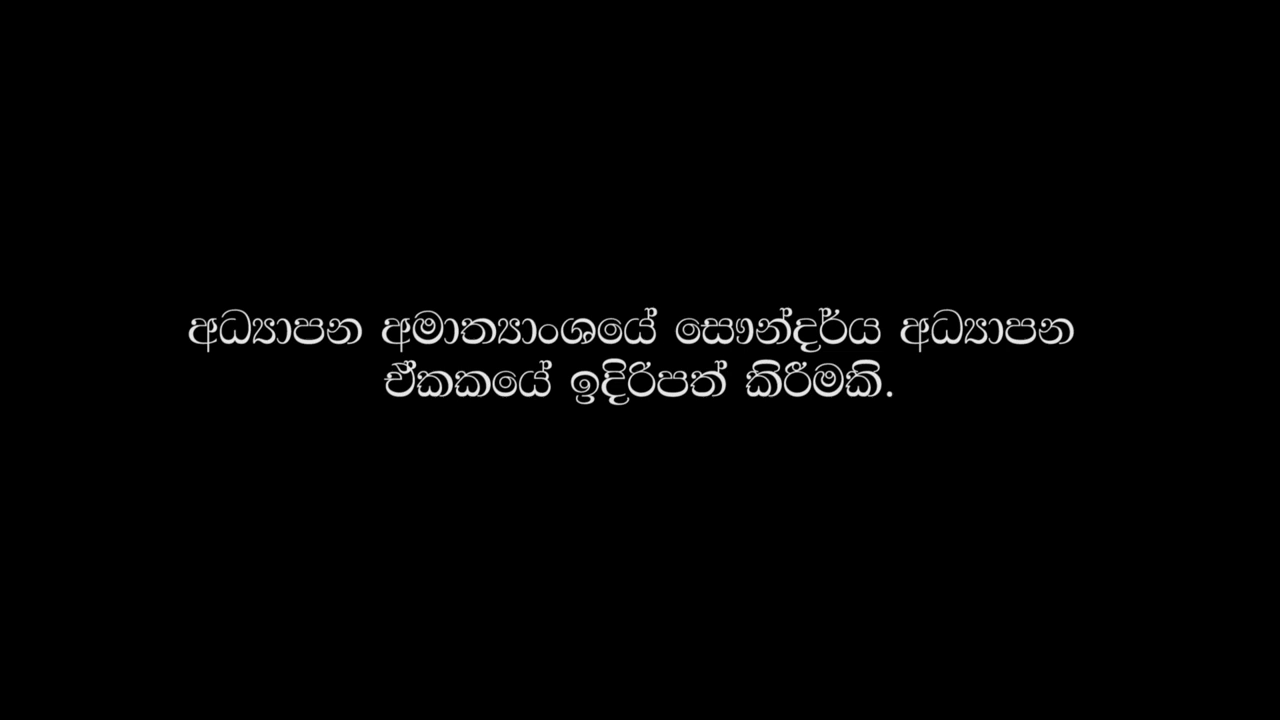 අධ්‍යාපන අමාත්‍යාංශයේ සෞන්දර්ය අධ්‍යාපන
ඒකකයේ ඉදිරිපත් කිරීමකි.